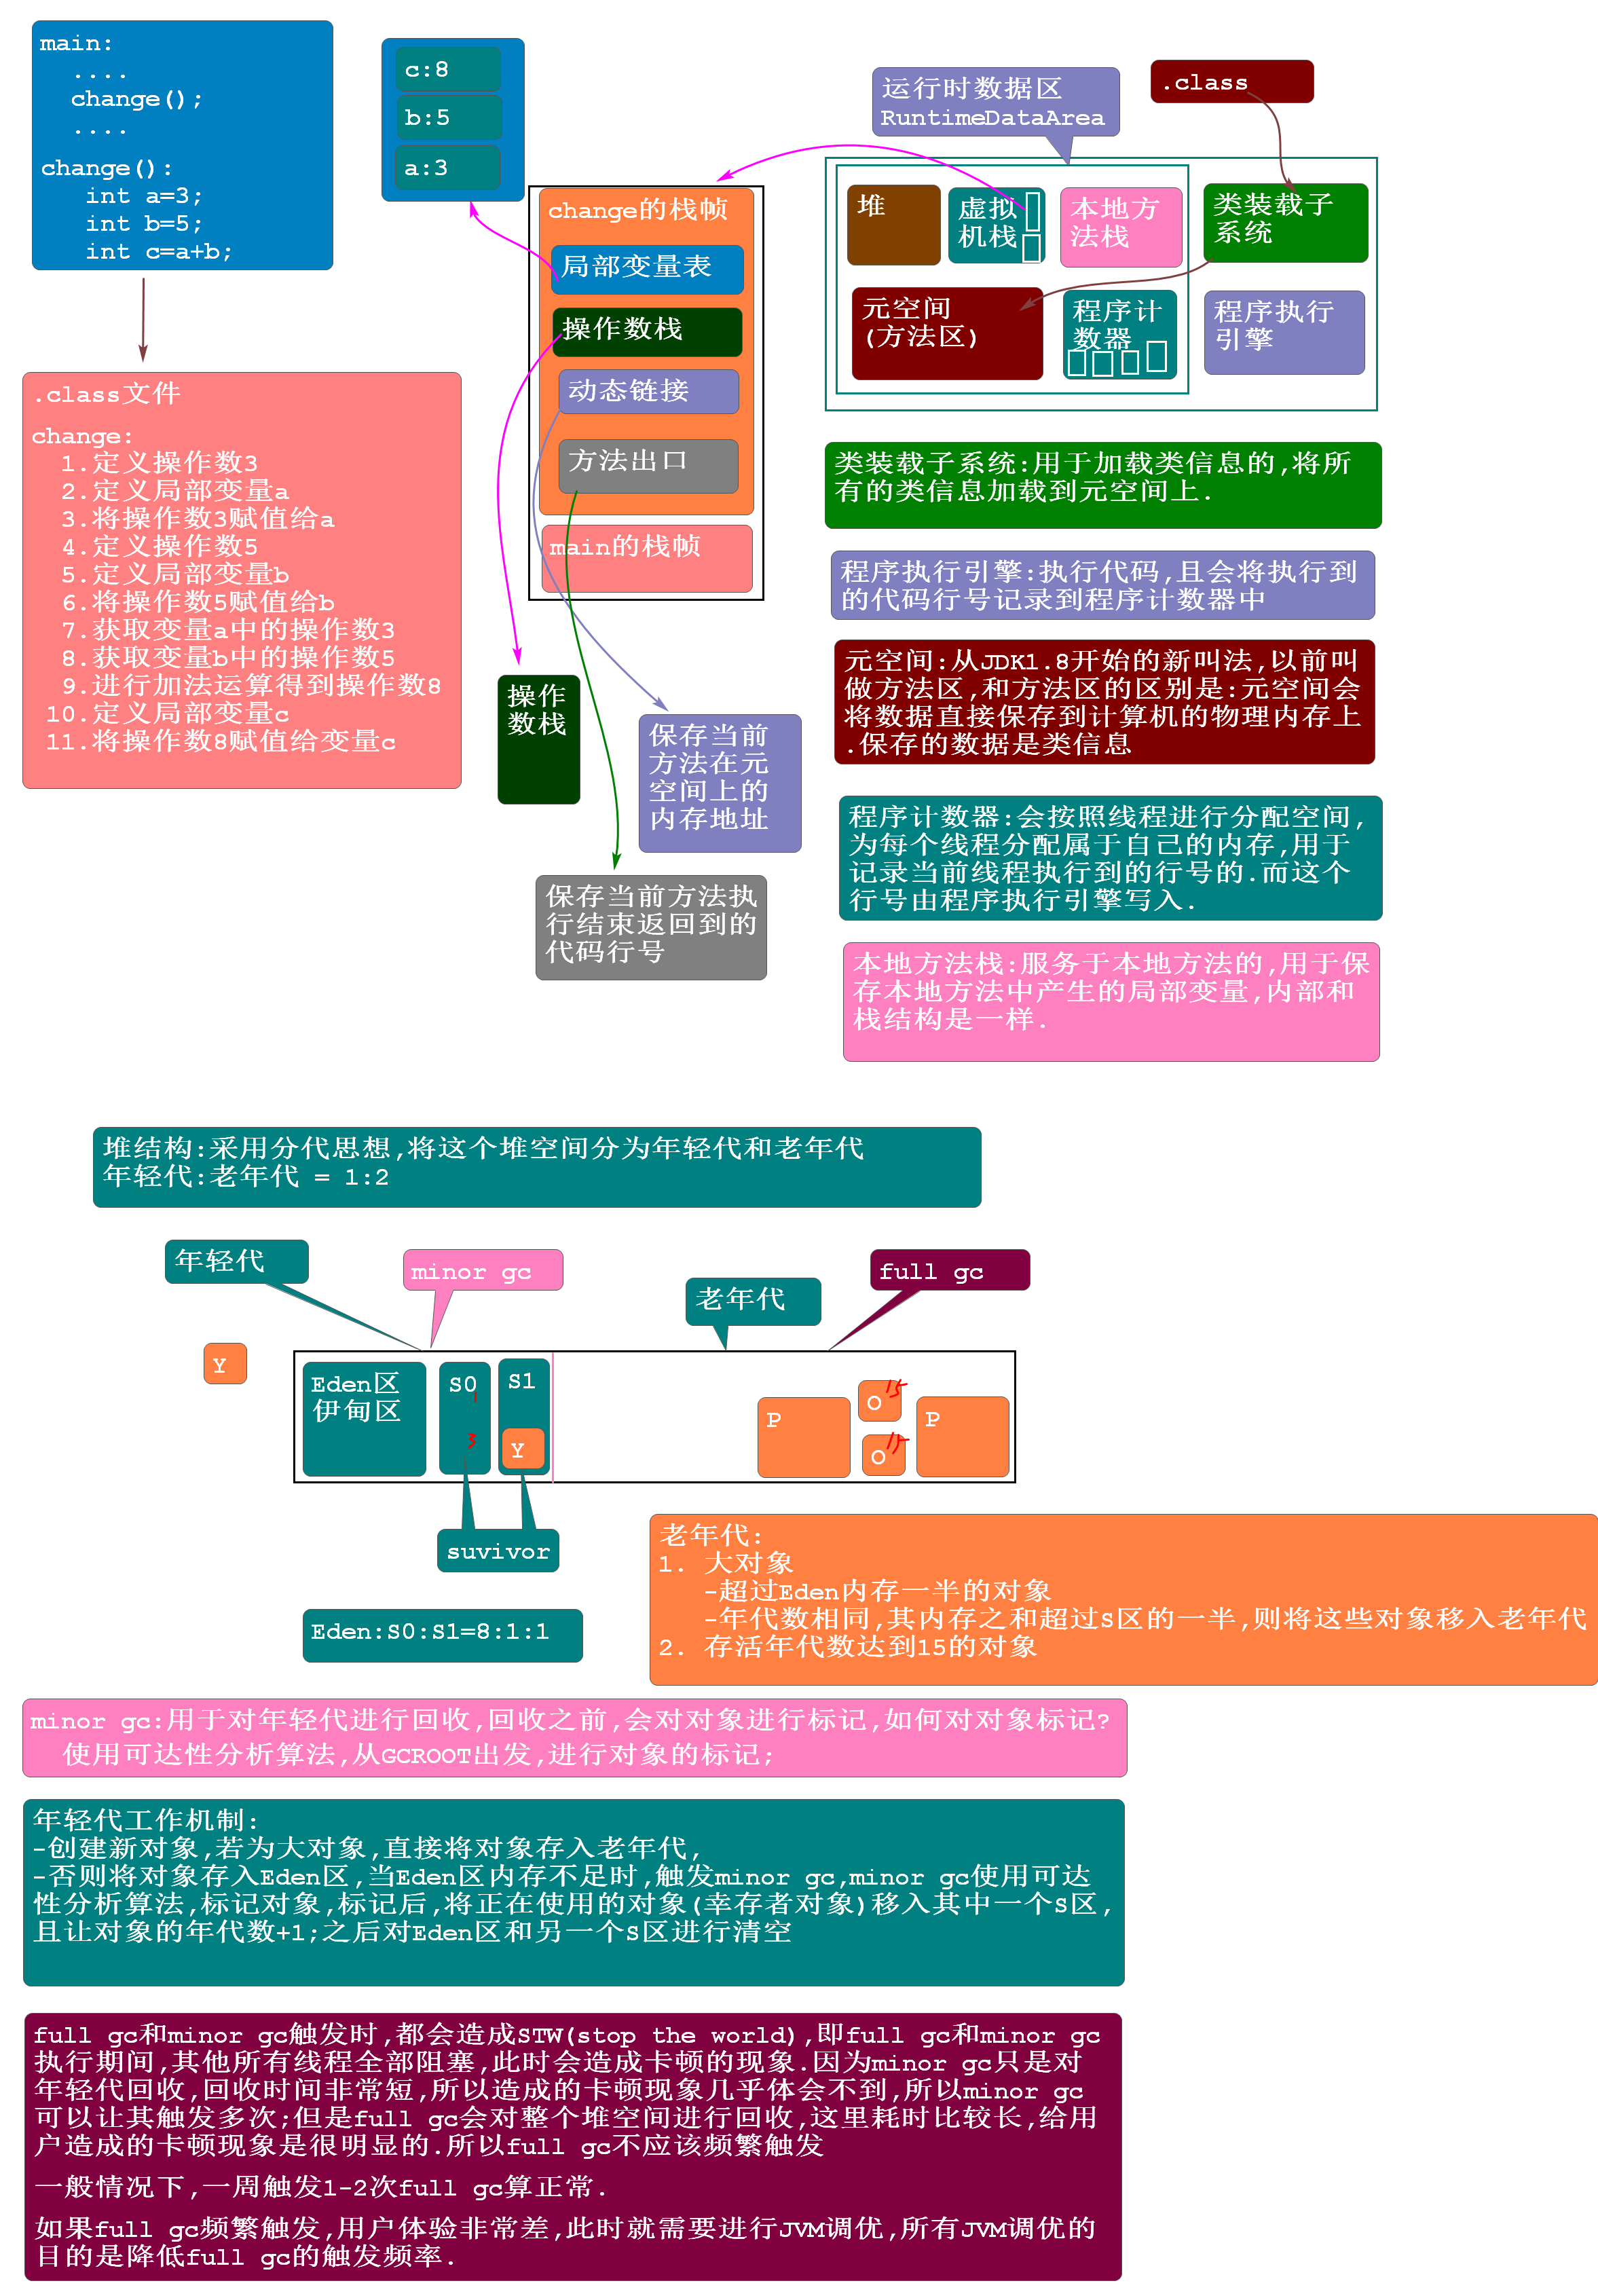 main:
....
change();
....
change():
int a=3;
int b=5;
int c=a+b;
c:8
b:5
a:3
运行时数据区
RuntimeDataArea
.class
堆
虚拟
机栈
本地方
法栈
类装载子
系统
元空间
(方法区)
程序计
数器
程序执行
引擎
change的栈帧
局部变量表
操作数栈
动态链接
方法出口
main的栈帧
.class文件
change:
1.定义操作数3
2.定义局部变量a
3.将操作数3赋值给a
4.定义操作数5
5.定义局部变量b
6.将操作数5赋值给b
7.获取变量a中的操作数3
8.获取变量b中的操作数5
9.进行加法运算得到操作数8
10.定义局部变量c
11.将操作数8赋值给变量c
操作
数栈
保存当前
方法在元
空间上的
内存地址
保存当前方法执
行结束返回到的
代码行号
类装载子系统:用于加载类信息的,将所
有的类信息加载到元空间上.
程序执行引擎:执行代码,且会将执行到
的代码行号记录到程序计数器中
元空间:从JDK1.8开始的新叫法,以前叫
做方法区,和方法区的区别是:元空间会
将数据直接保存到计算机的物理内存上
.保存的数据是类信息
程序计数器:会按照线程进行分配空间,
为每个线程分配属于自己的内存,用于
记录当前线程执行到的行号的.而这个
行号由程序执行引擎写入.
本地方法栈:服务于本地方法的,用于保
存本地方法中产生的局部变量,内部和
栈结构是一样.
堆结构:采用分代思想,将这个堆空间分为年轻代和老年代
年轻代:老年代 = 1:2
年轻代
minor gc
老年代
full gc
Y
Eden区
伊甸区
S0
1
3
S1
Y
P
O
15
O
15
P
suvivor
Eden:S0:S1=8:1:1
老年代:
1. 大对象
-超过Eden内存一半的对象
-年代数相同,其内存之和超过S区的一半,则将这些对象移入老年代
2. 存活年代数达到15的对象
minor gc:用于对年轻代进行回收,回收之前,会对对象进行标记,如何对对象标记?
使用可达性分析算法,从GCROOT出发,进行对象的标记;
年轻代工作机制:
-创建新对象,若为大对象,直接将对象存入老年代,
-否则将对象存入Eden区,当Eden区内存不足时,触发minor gc,minor gc使用可达
性分析算法,标记对象,标记后,将正在使用的对象(幸存者对象)移入其中一个S区,
且让对象的年代数+1;之后对Eden区和另一个S区进行清空
full gc和minor gc触发时,都会造成STW(stop the world),即full gc和minor gc
执行期间,其他所有线程全部阻塞,此时会造成卡顿的现象.因为minor gc只是对
年轻代回收,回收时间非常短,所以造成的卡顿现象几乎体会不到,所以minor gc
可以让其触发多次;但是full gc会对整个堆空间进行回收,这里耗时比较长,给用
户造成的卡顿现象是很明显的.所以full gc不应该频繁触发
一般情况下,一周触发1-2次full gc算正常.
如果full gc频繁触发,用户体验非常差,此时就需要进行JVM调优,所有JVM调优的
目的是降低full gc的触发频率.